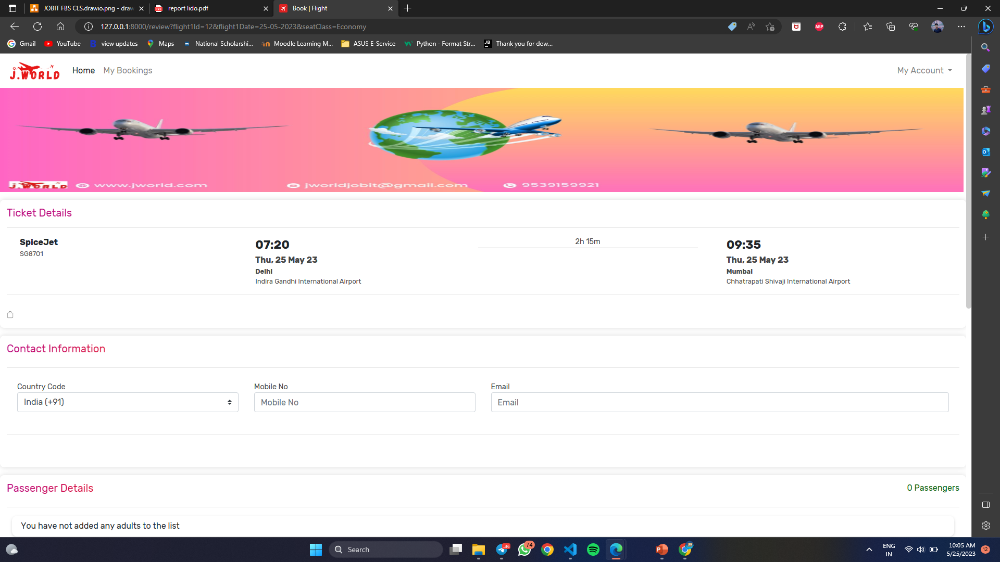 JOBIT FBS CLS.drawio.png - draw
report lido.pdf
Book | Flight
127.0.0.1:8000/review?flight1Id=12&flight1Date=25-05-2023&seatClass=Economy
Gmail
YouTube
view updates
Maps
National Scholarshi...
Moodle Learning M...
ASUS E-Service
Python - Format Str...
Thank you for dow...
J.WORLD
Home
My Bookings
My Account
J.WORLD
www.jworld.com
jworldjobit@gmail.com
9539159921
Ticket Details
SpiceJet
SG8701
07:20
Thu, 25 May 23
Delhi
Indira Gandhi International Airport
2h 15m
09:35
Thu, 25 May 23
Mumbai
Chhatrapati Shivaji International Airport
Contact Information
Country Code
India (+91)
Mobile No
Mobile No
Email
Email
Passenger Details
0 Passengers
You have not added any adults to the list
Search
36
74
ENG
IN
10:05 AM
5/25/2023
12